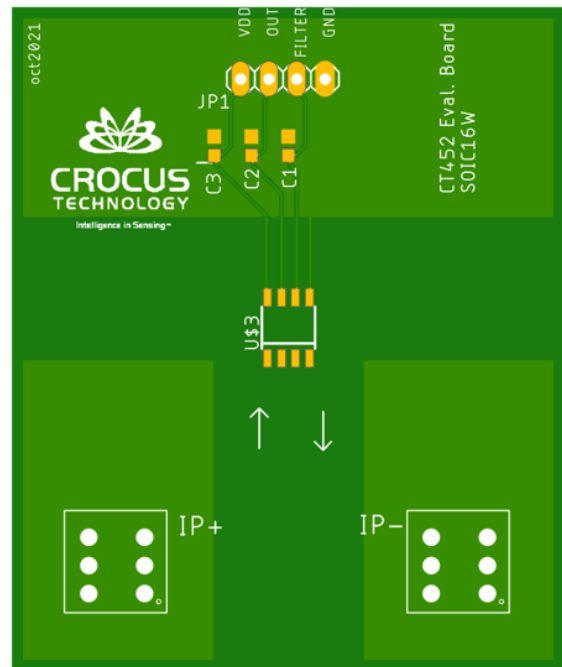 oct2021
VDD
OUT
FILTER
GND
JP1
CT452 Eval. Board
SOIC16W
CROCUS
TECHNOLOGY
Intelligence in Sensing™
C3
C2
C1
U$3
IP+
IP-